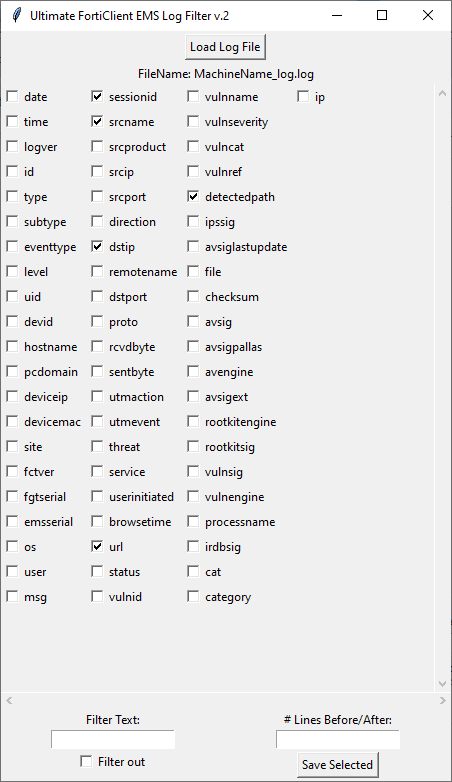 Ultimate FortiClient EMS Log Filter v.2
Load Log File
FileName: MachineName_log.log
date sessionid vulnname ip
time srcname vulnseverity
logver srcproduct vulncat
id srcip vulnref
type srcport detectedpath
subtype direction ipssig
eventtype dstip avsiglastupdate
level remotename file
uid dstport checksum
devid proto avsig
hostname rcvdbyte avsigpallas
pcdomain sentbyte avengine
deviceip utmaction avsigext
devicemac utmevent rootkitengine
site threat rootkitsig
fctver service vulnsig
fgtserial userinitiated vulnengine
emsserial browsetime processname
os url irdbsig
user status cat
msg vulnid category
Filter Text: # Lines Before/After:
Filter out Save Selected